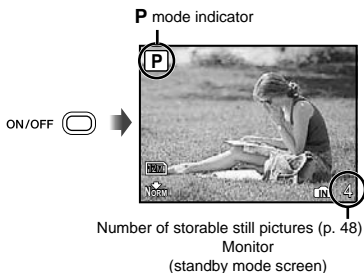 P mode indicator
P
ON/OFF
12M
NORM
IN 4
Number of storable still pictures (p. 48)
Monitor
(standby mode screen)